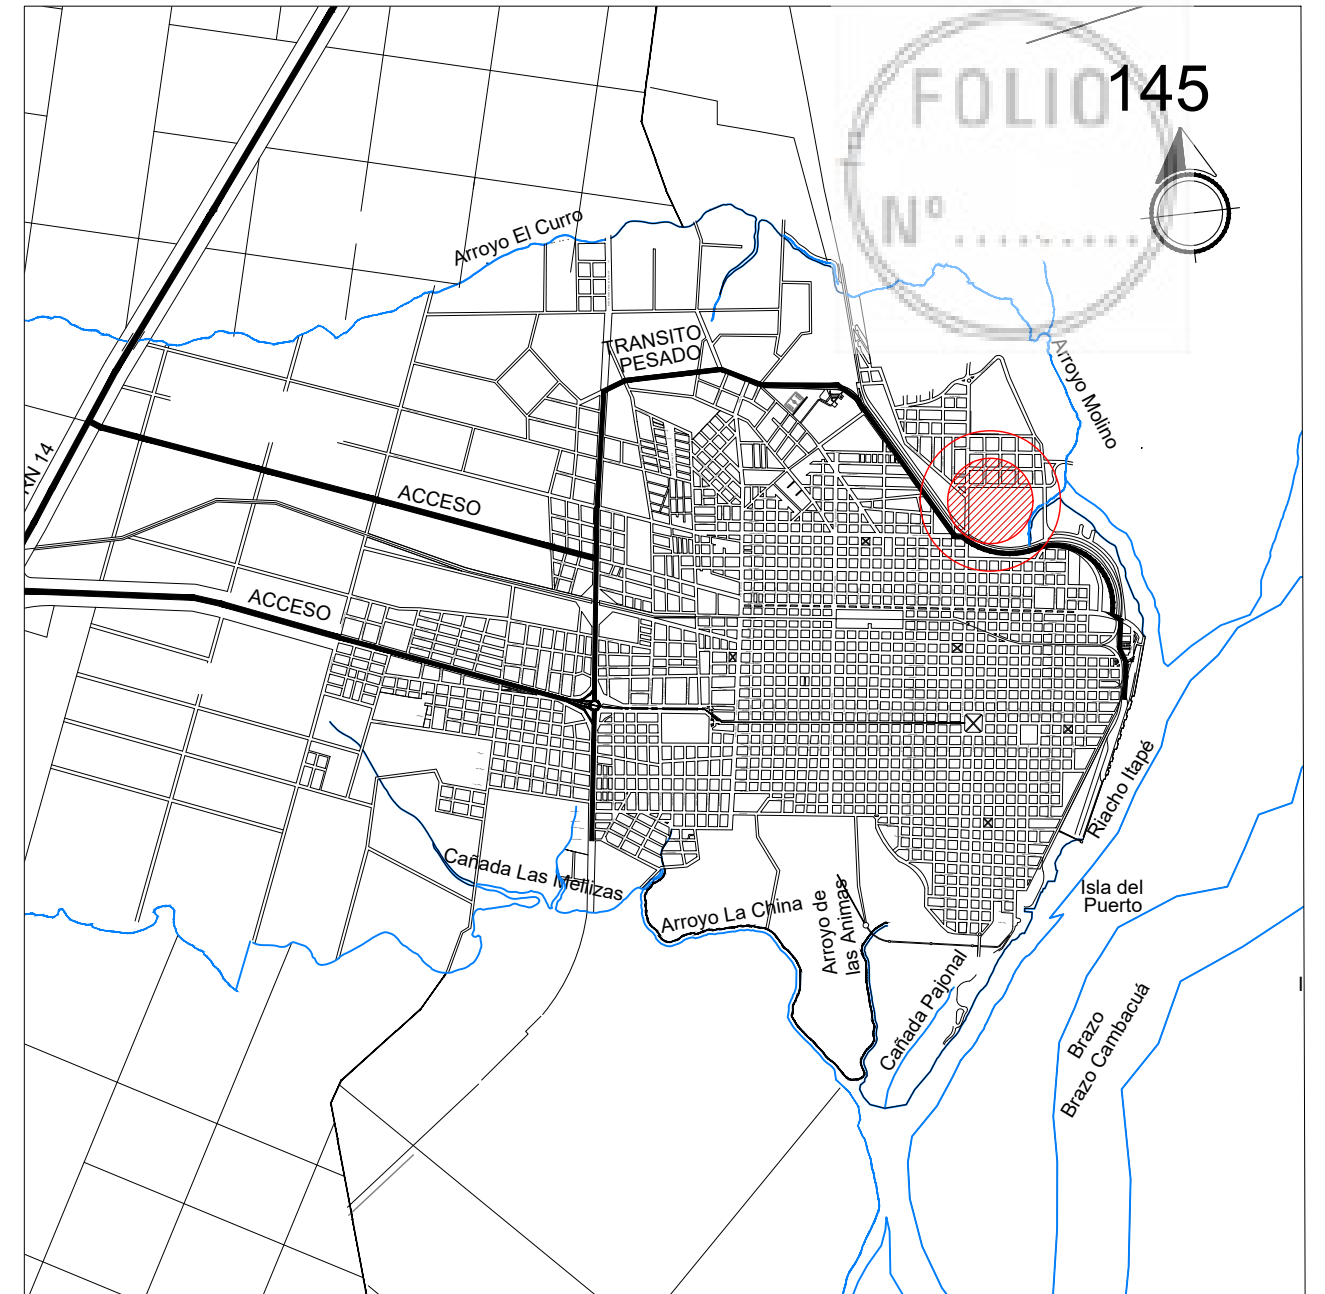 FOLIO
145
Nº
Arroyo El Curro
TRANSITO
PESADO
Arroyo Molino
RN 14
ACCESO
ACCESO
Riacho Itapé
Cañada Las Mellizas
Isla del
Puerto
Arroyo La China
Arroyo de
las Animas
Cañada Pajonal
Brazo
Brazo Cambacuá